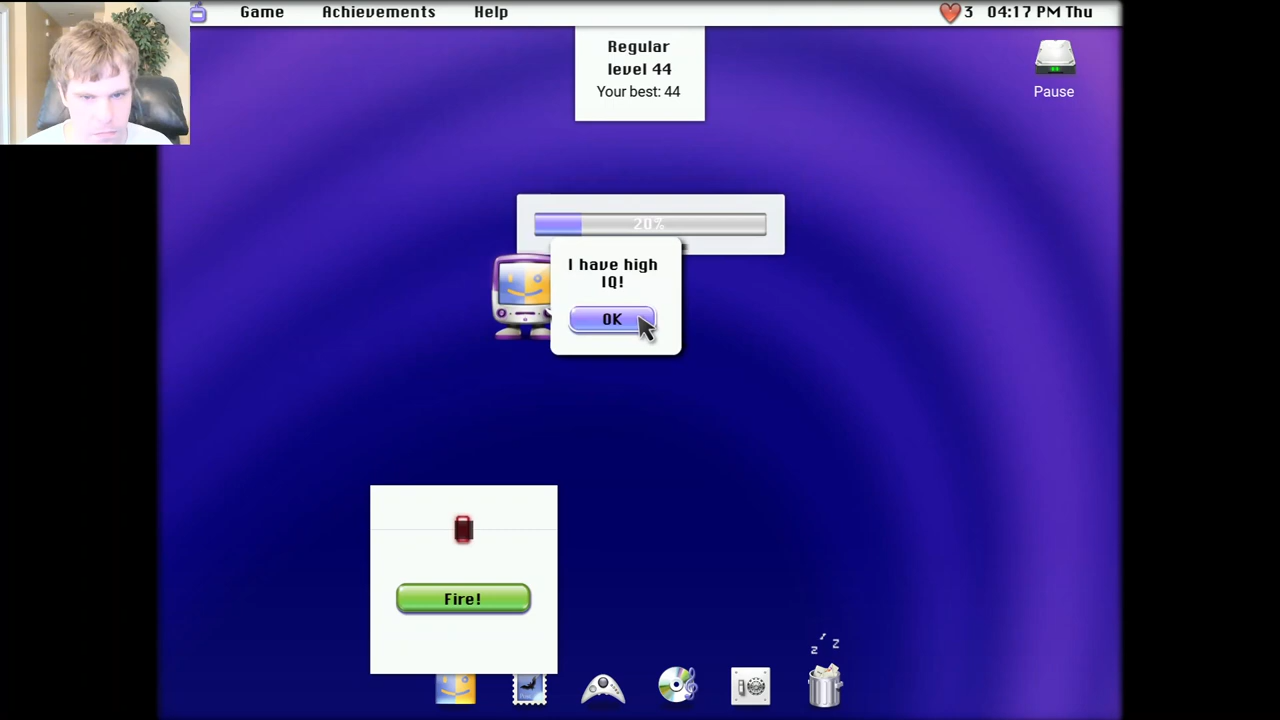 Game Achievements Help 3 04:17 PM Thu
Regular
level 44
Your best: 44
Pause
20%
I have high
IQ!
OK
Fire!
z z